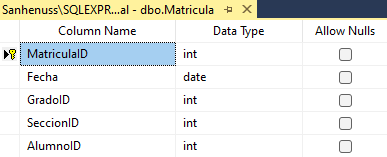 Sanhenuss\SQLEXPR...al - dbo.Matricula
Column Name Data Type Allow Nulls
MatriculaID int
Fecha date
GradoID int
SeccionID int
AlumnoID int